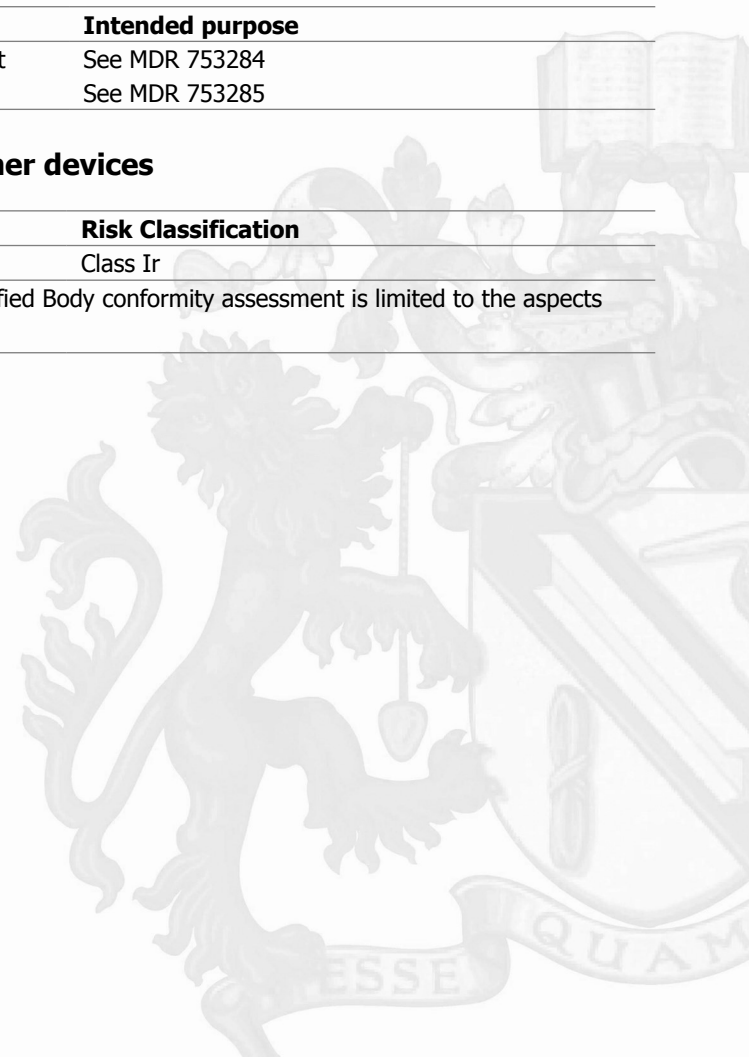 Intended purpose
t See MDR 753284
See MDR 753285
ner devices
Risk Classification
Class Ir
fied Body conformity assessment is limited to the aspects
ESSE QUAM